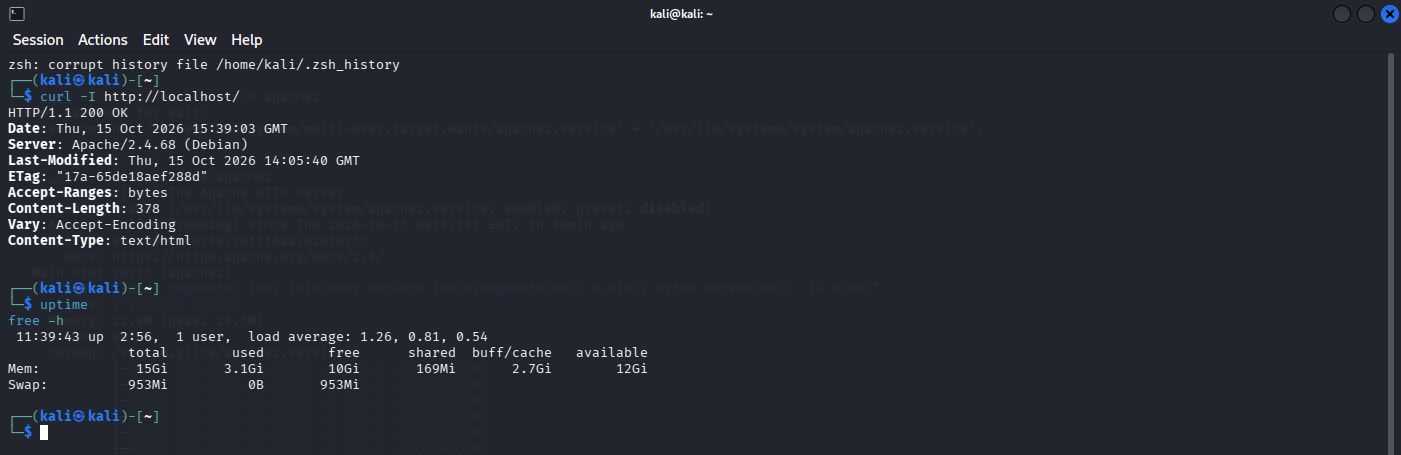 kali@kali: ~
Session Actions Edit View Help
zsh: corrupt history file /home/kali/.zsh_history
┌──(kali㉿kali)-[~]
└─$ curl -I http://localhost/
HTTP/1.1 200 OK
Date: Thu, 15 Oct 2026 15:39:03 GMT
Server: Apache/2.4.68 (Debian)
Last-Modified: Thu, 15 Oct 2026 14:05:40 GMT
ETag: "17a-65de18aef288d"
Accept-Ranges: bytes
Content-Length: 378
Vary: Accept-Encoding
Content-Type: text/html
┌──(kali㉿kali)-[~]
└─$ uptime
free -h
 11:39:43 up  2:56,  1 user,  load average: 1.26, 0.81, 0.54
               total        used        free      shared  buff/cache   available
Mem:            15Gi       3.1Gi        10Gi       169Mi       2.7Gi        12Gi
Swap:          953Mi          0B       953Mi
┌──(kali㉿kali)-[~]
└─$